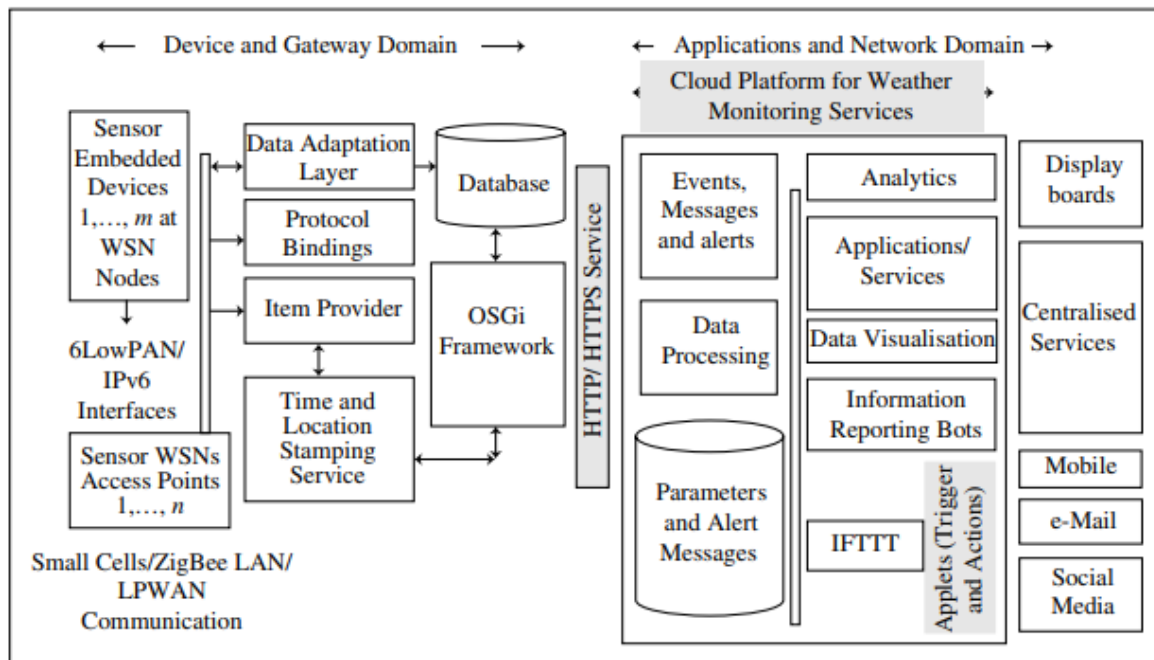 Device and Gateway Domain
Applications and Network Domain
Cloud Platform for Weather
Monitoring Services
Sensor
Embedded
Devices
1,…, m at
WSN
Nodes
6LowPAN/
IPv6
Interfaces
Sensor WSNs
Access Points
1,…, n
Small Cells/ZigBee LAN/
LPWAN
Communication
Data Adaptation
Layer
Protocol
Bindings
Item Provider
Time and
Location
Stamping
Service
Database
OSGi
Framework
HTTP/ HTTPS Service
Events,
Messages
and alerts
Data
Processing
Parameters
and Alert
Messages
Analytics
Applications/
Services
Data Visualisation
Information
Reporting Bots
IFTTT
Applets (Trigger
and Actions)
Display
boards
Centralised
Services
Mobile
e-Mail
Social
Media